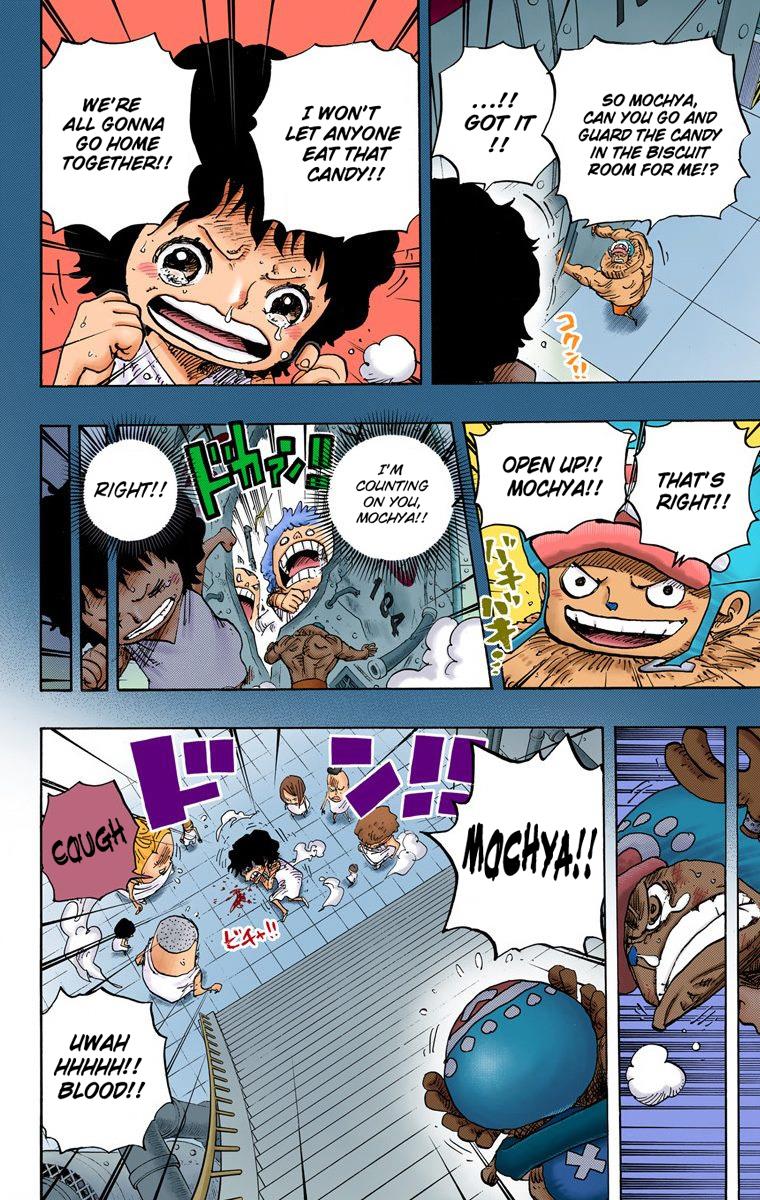 SO MOCHYA,
CAN YOU GO AND
GUARD THE CANDY
IN THE BISCUIT
ROOM FOR ME!?
...!!
GOT IT
!!
コクン!!
I WON'T
LET ANYONE
EAT THAT
CANDY!!
WE'RE
ALL GONNA
GO HOME
TOGETHER!!
THAT'S
RIGHT!!
OPEN UP!!
MOCHYA!!
バキバキ...
I'M
COUNTING
ON YOU,
MOCHYA!!
ドカアン!!
104
RIGHT!!
MOCHYA!!
ドン!!
COUGH
ビチャ!!
UWAH
HHHHH!!
BLOOD!!